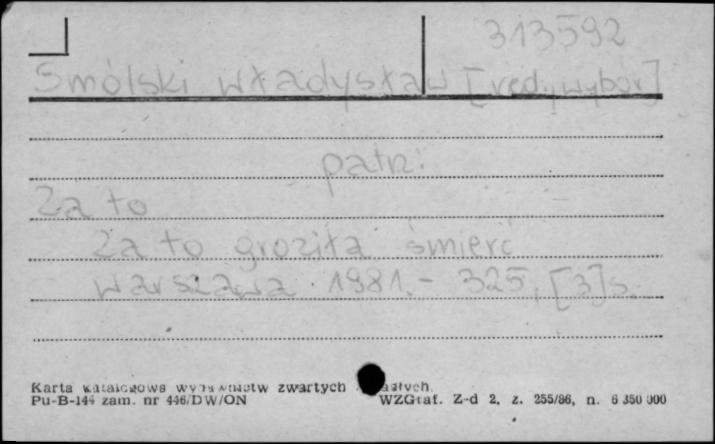 313592
Smólski Władysław [red. i wybór]
patrz:
Za to
Za to groziła śmierć
Warszawa 1981. - 325, [3] s.
Karta katalogowa wydawnictw zwartych
Pu-B-144 zam. nr 446/DW/ON WZGraf. Z-d 2, z. 255/86, n. 6 350 000